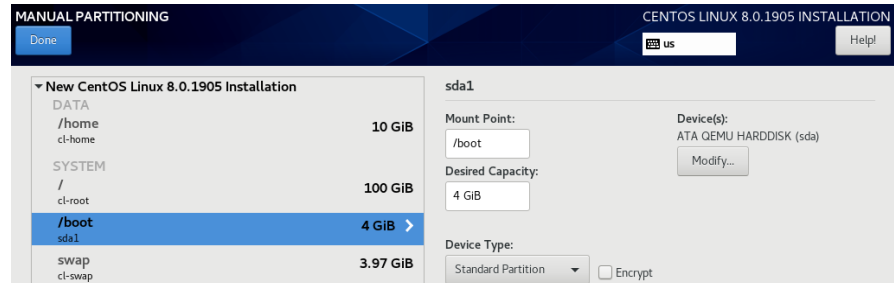 MANUAL PARTITIONING
CENTOS LINUX 8.0.1905 INSTALLATION
Done
us
Help!
New CentOS Linux 8.0.1905 Installation
DATA
/home
10 GiB
cl-home
SYSTEM
/
100 GiB
cl-root
/boot
4 GiB
sda1
swap
3.97 GiB
cl-swap
sda1
Mount Point:
/boot
Device(s):
ATA QEMU HARDDISK (sda)
Modify...
Desired Capacity:
4 GiB
Device Type:
Standard Partition
Encrypt